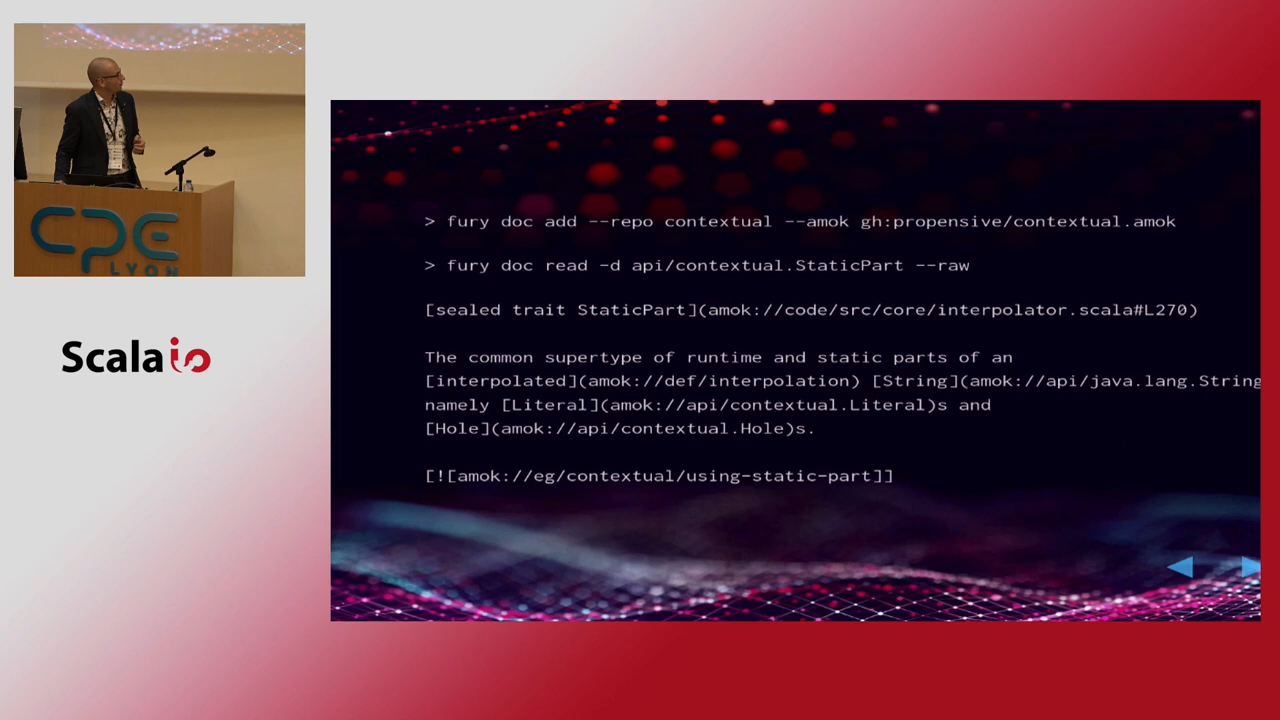 CPE
LYON
Scala io
> fury doc add --repo contextual --amok gh:propensive/contextual.amok
> fury doc read -d api/contextual.StaticPart --raw
[sealed trait StaticPart](amok://code/src/core/interpolator.scala#L270)
The common supertype of runtime and static parts of an
[interpolated](amok://def/interpolation) [String](amok://api/java.lang.String
namely [Literal](amok://api/contextual.Literal)s and
[Hole](amok://api/contextual.Hole)s.
[![amok://eg/contextual/using-static-part]]